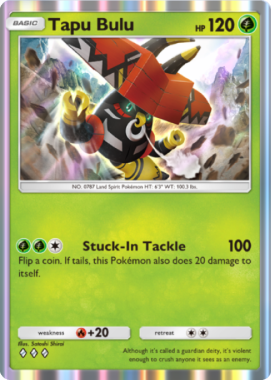 BASIC Tapu Bulu HP 120
NO. 0787 Land Spirit Pokémon HT: 6'3" WT: 100.3 lbs.
Stuck-In Tackle 100
Flip a coin. If tails, this Pokémon also does 20 damage to
itself.
weakness +20 retreat
Illus. Satoshi Shirai
Although it's called a guardian deity, it's violent
enough to crush anyone it sees as an enemy.